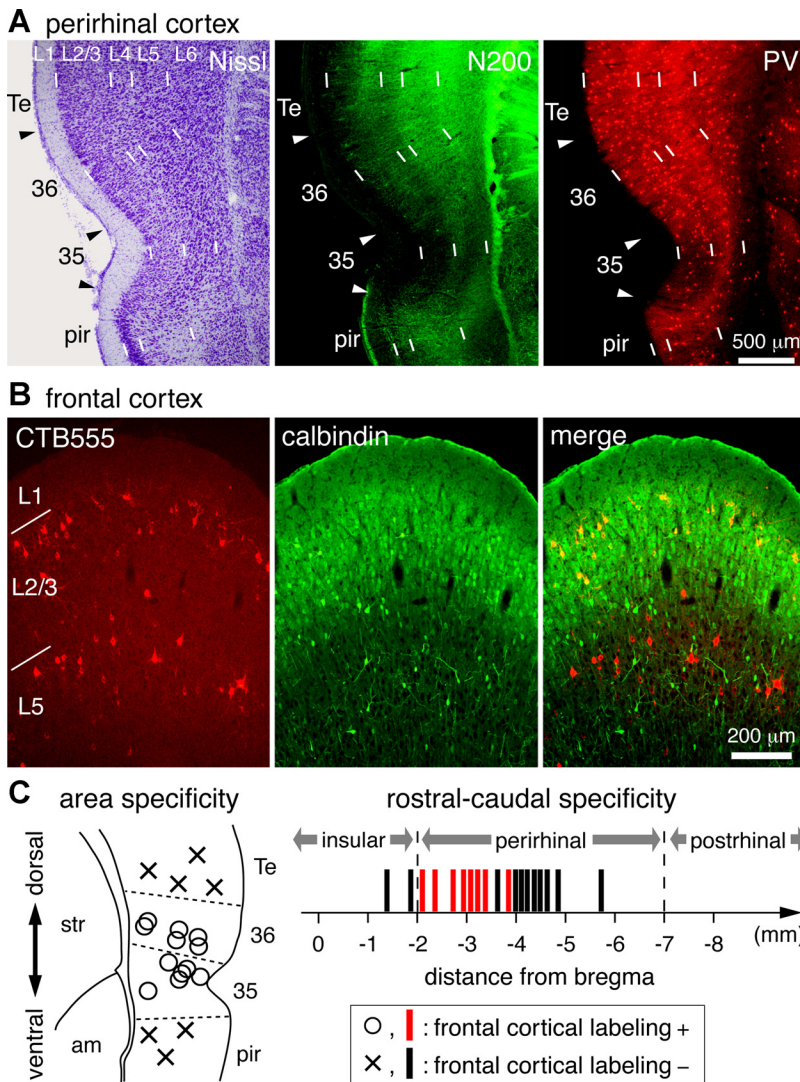 A perirhinal cortex
L1 L2/3 L4 L5 L6
Nissl
Te
36
35
pir
N200
36
35
pir
PV
36
35
pir
500 μm
B frontal cortex
CTB555
L1
L2/3
L5
calbindin
merge
200 μm
C area specificity
dorsal
ventral
str
am
Te
36
35
pir
rostral-caudal specificity
insular perirhinal postrhinal
0 -1 -2 -3 -4 -5 -6 -7 -8 (mm)
distance from bregma
O , : frontal cortical labeling +
X , : frontal cortical labeling –